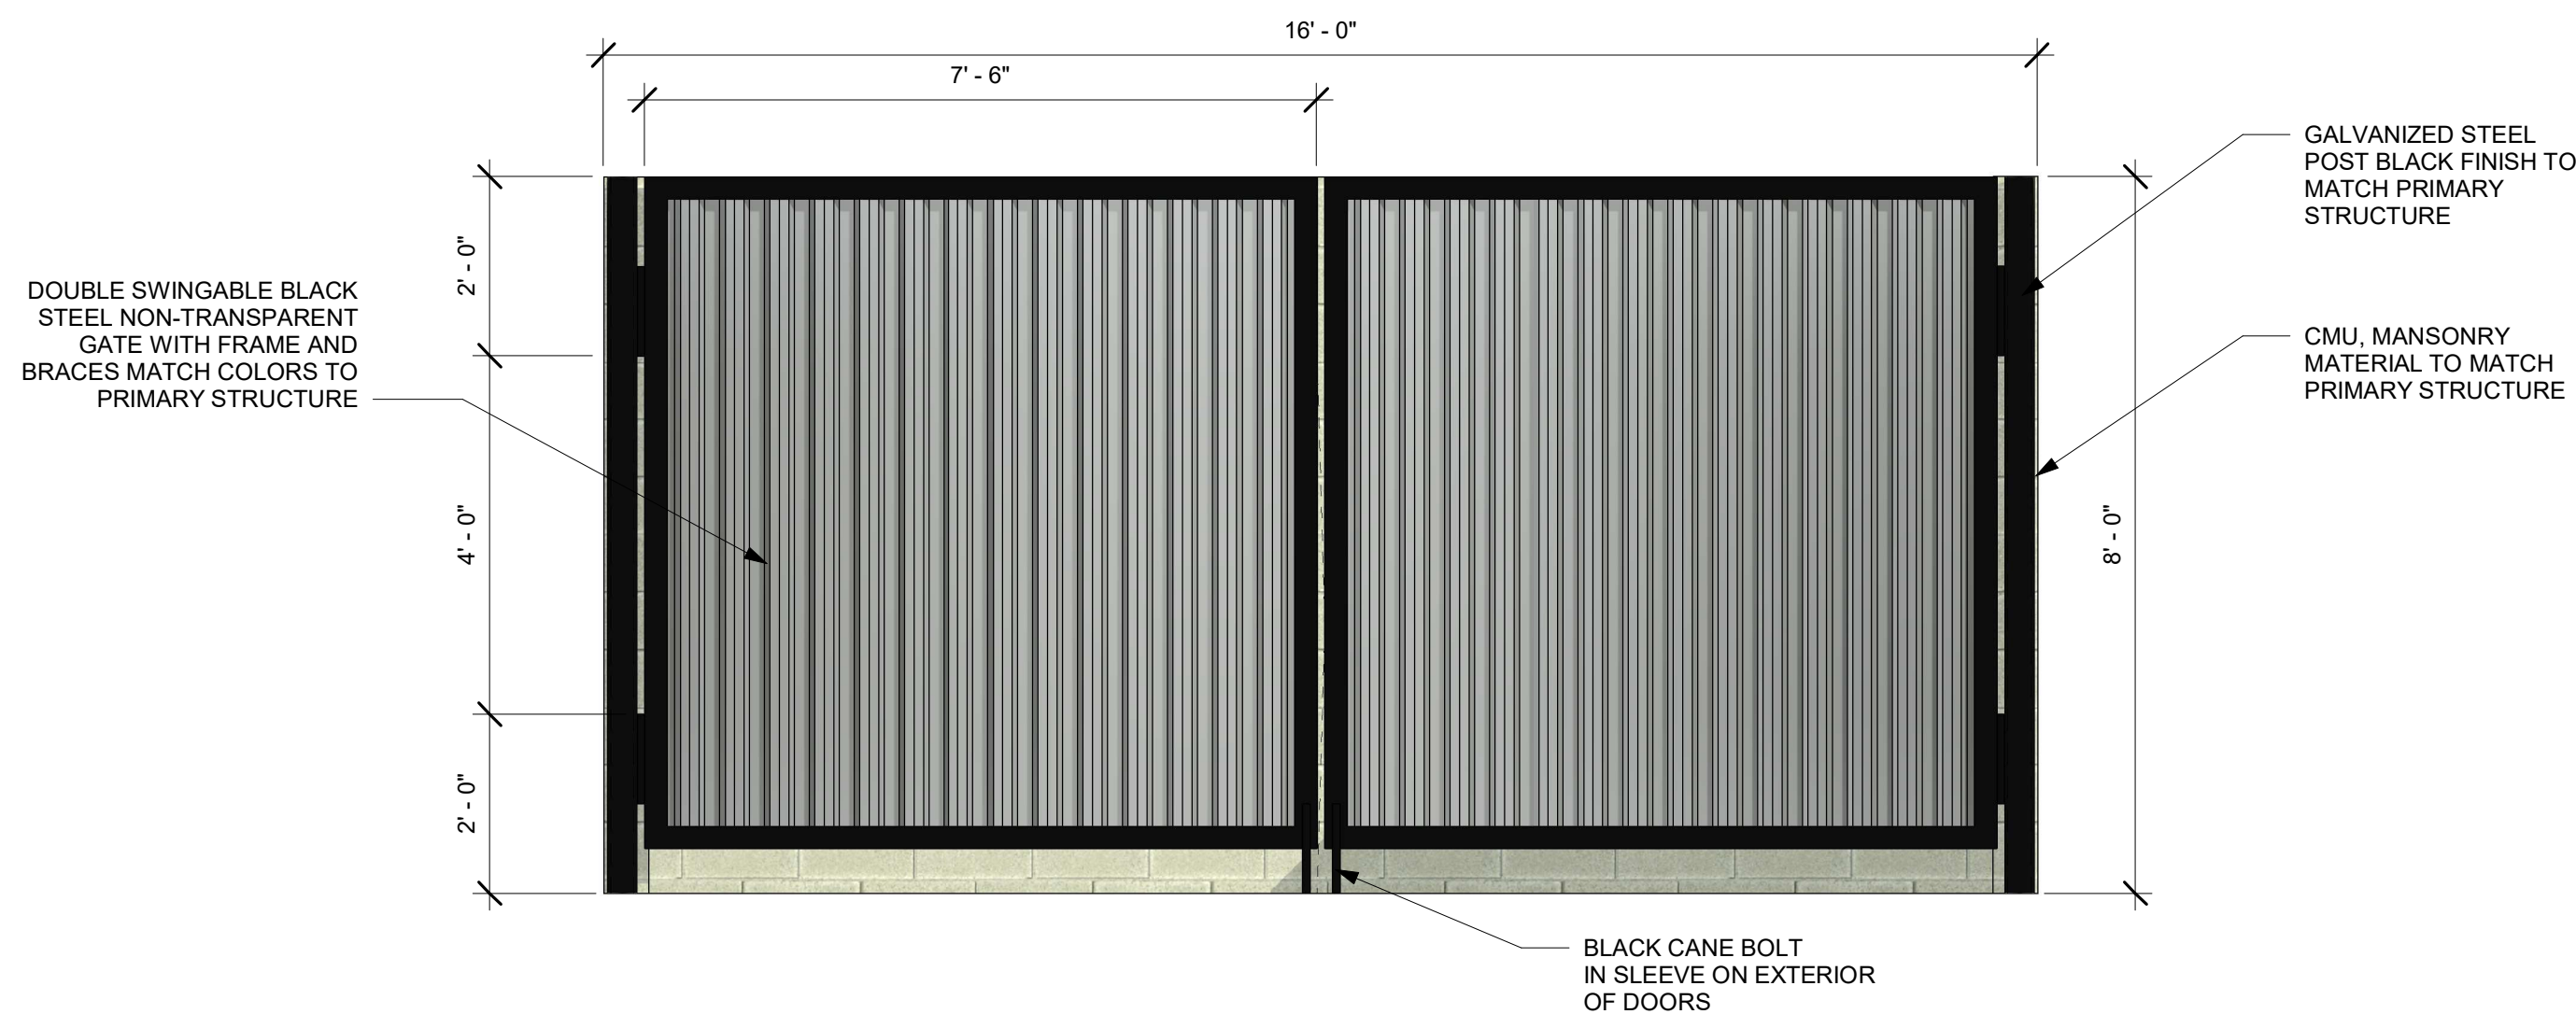 16' - 0"
7' - 6"
GALVANIZED STEEL
POST BLACK FINISH TO
MATCH PRIMARY
STRUCTURE
2' - 0"
DOUBLE SWINGABLE BLACK
STEEL NON-TRANSPARENT
GATE WITH FRAME AND
BRACES MATCH COLORS TO
PRIMARY STRUCTURE
CMU, MANSONRY
MATERIAL TO MATCH
PRIMARY STRUCTURE
4' - 0"
8' - 0"
2' - 0"
BLACK CANE BOLT
IN SLEEVE ON EXTERIOR
OF DOORS